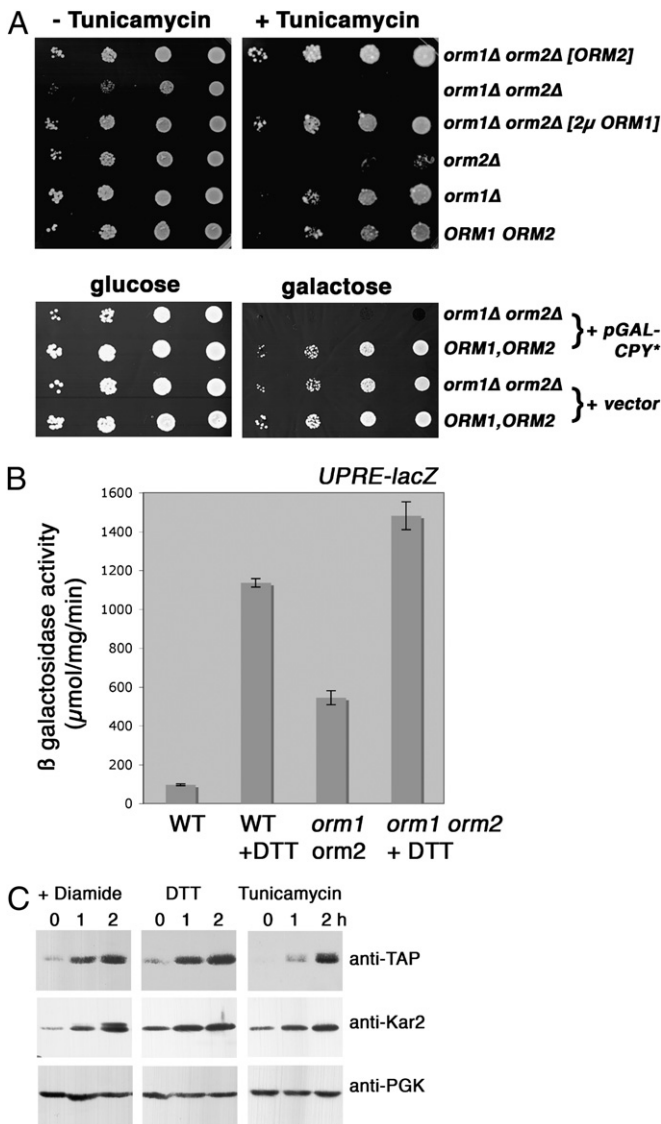 A
- Tunicamycin
+ Tunicamycin
orm1Δ orm2Δ [ORM2]
orm1Δ orm2Δ
orm1Δ orm2Δ [2μ ORM1]
orm2Δ
orm1Δ
ORM1 ORM2
glucose
galactose
orm1Δ orm2Δ
ORM1,ORM2
} + pGAL-
CPY*
orm1Δ orm2Δ
ORM1,ORM2
} + vector
B
UPRE-lacZ
ß galactosidase activity
(μmol/mg/min)
1600
1400
1200
1000
800
600
400
200
0
WT
WT
+DTT
orm1
orm2
orm1 orm2
+ DTT
C
+ Diamide
DTT
Tunicamycin
0 1 2 0 1 2 0 1 2 h
anti-TAP
anti-Kar2
anti-PGK